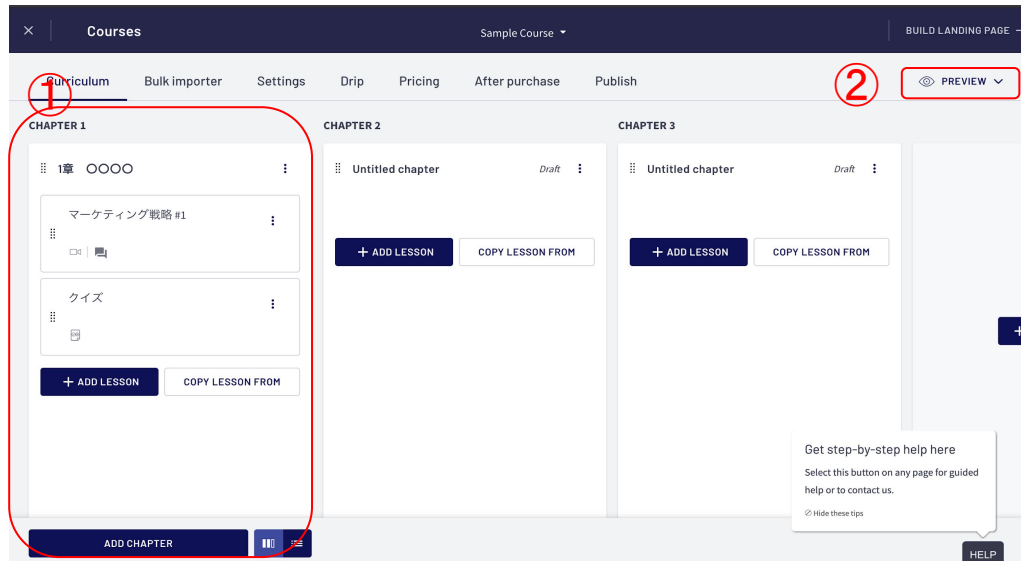 × Courses Sample Course BUILD LANDING PAGE
Curriculum Bulk importer Settings Drip Pricing After purchase Publish PREVIEW
① ②
CHAPTER 1 CHAPTER 2 CHAPTER 3
1章 〇〇〇〇 Untitled chapter Draft Untitled chapter Draft
マーケティング戦略 #1
+ ADD LESSON COPY LESSON FROM + ADD LESSON COPY LESSON FROM
クイズ
+ ADD LESSON COPY LESSON FROM
Get step-by-step help here
Select this button on any page for guided
help or to contact us.
Hide these tips
ADD CHAPTER
HELP